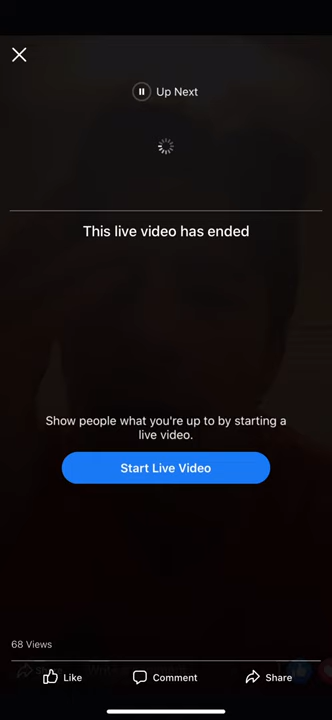 Up Next
This live video has ended
Show people what you're up to by starting a
live video.
Start Live Video
68 Views
Like
Comment
Share